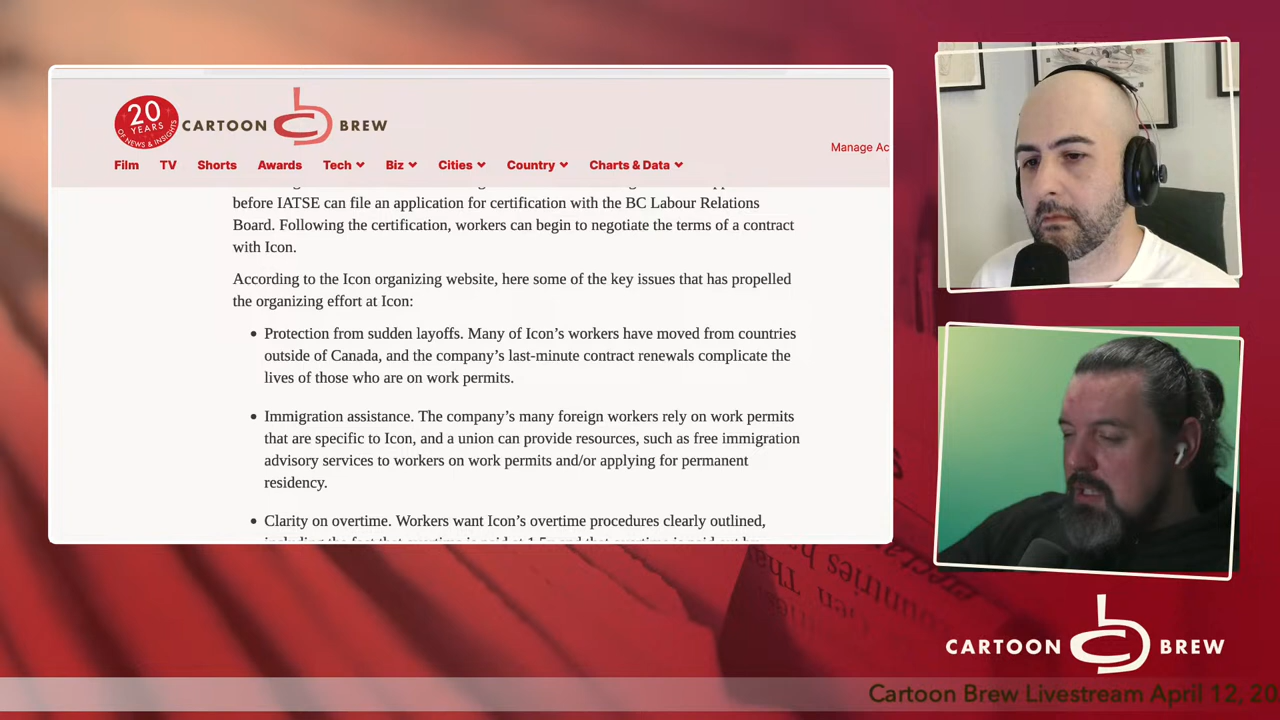 20
YEARS
OF NEWS & INSIGHTS
CARTOON BREW
Manage Ac
Film TV Shorts Awards Tech Biz Cities Country Charts & Data
before IATSE can file an application for certification with the BC Labour Relations
Board. Following the certification, workers can begin to negotiate the terms of a contract
with Icon.
According to the Icon organizing website, here some of the key issues that has propelled
the organizing effort at Icon:
• Protection from sudden layoffs. Many of Icon’s workers have moved from countries
outside of Canada, and the company’s last-minute contract renewals complicate the
lives of those who are on work permits.
• Immigration assistance. The company’s many foreign workers rely on work permits
that are specific to Icon, and a union can provide resources, such as free immigration
advisory services to workers on work permits and/or applying for permanent
residency.
• Clarity on overtime. Workers want Icon’s overtime procedures clearly outlined,
CARTOON BREW
Cartoon Brew Livestream April 12, 20